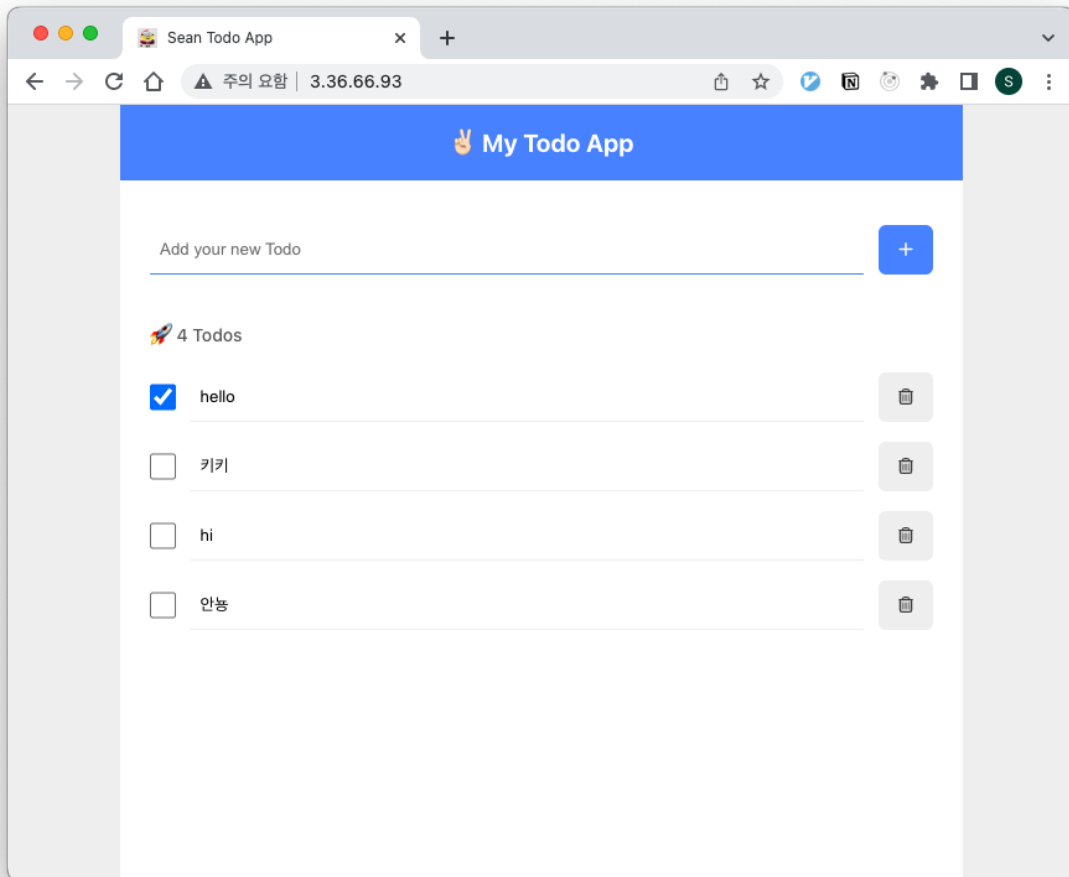 Sean Todo App
주의 요함 3.36.66.93
S
✌🏻 My Todo App
Add your new Todo
+
🚀 4 Todos
hello
키키
hi
안뇽